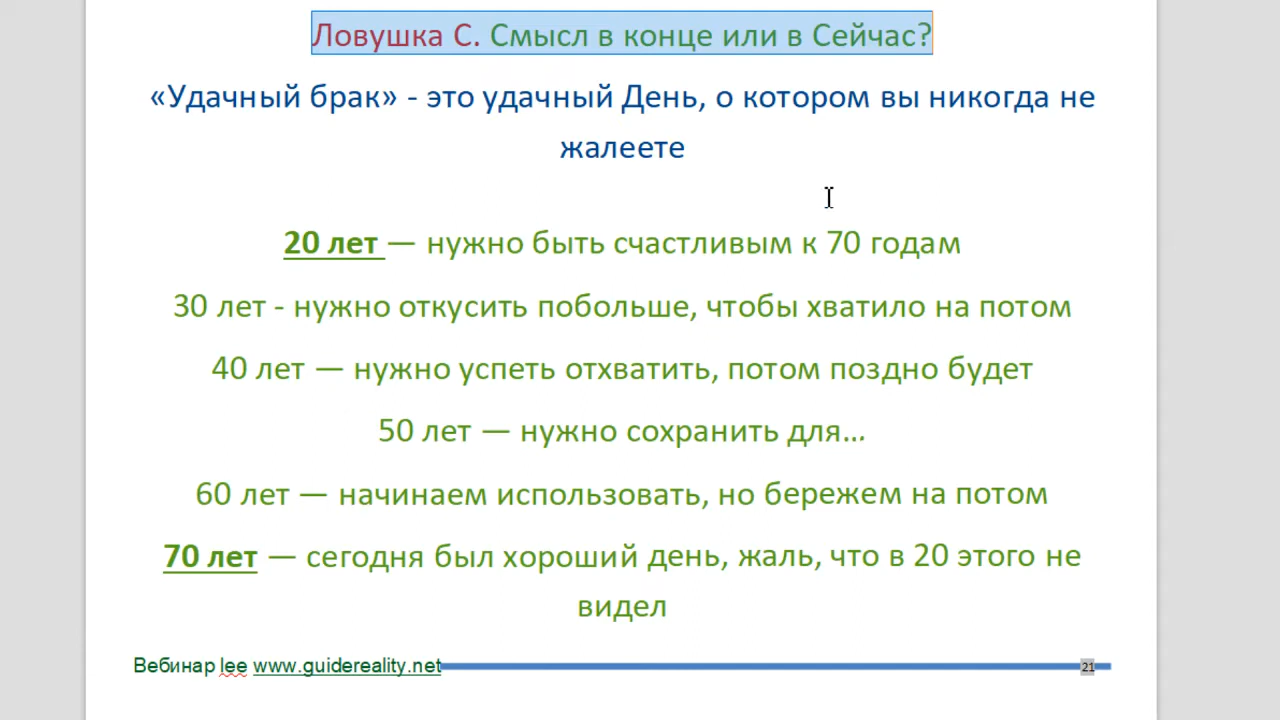 Ловушка С. Смысл в конце или в Сейчас?
«Удачный брак» - это удачный День, о котором вы никогда не
жалеете
20 лет — нужно быть счастливым к 70 годам
30 лет - нужно откусить побольше, чтобы хватило на потом
40 лет — нужно успеть отхватить, потом поздно будет
50 лет — нужно сохранить для...
60 лет — начинаем использовать, но бережем на потом
70 лет — сегодня был хороший день, жаль, что в 20 этого не
видел
Вебинар lee www.guidereality.net 21